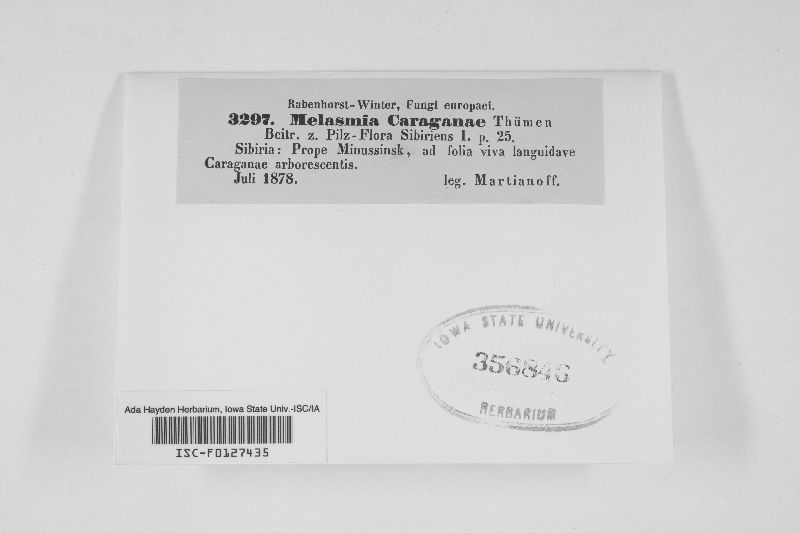 Rabenhorst-Winter, Fungi europaei.
3297. Melasmia Caraganae Thümen
Beitr. z. Pilz-Flora Sibiriens I. p. 25.
Sibiria: Prope Minussinsk, ad folia viva languidave
Caraganae arborescentis.
Juli 1878. leg. Martianoff.
IOWA STATE UNIVERSITY
356846
HERBARIUM
Ada Hayden Herbarium, Iowa State Univ.-ISC/IA
ISC-F0127435